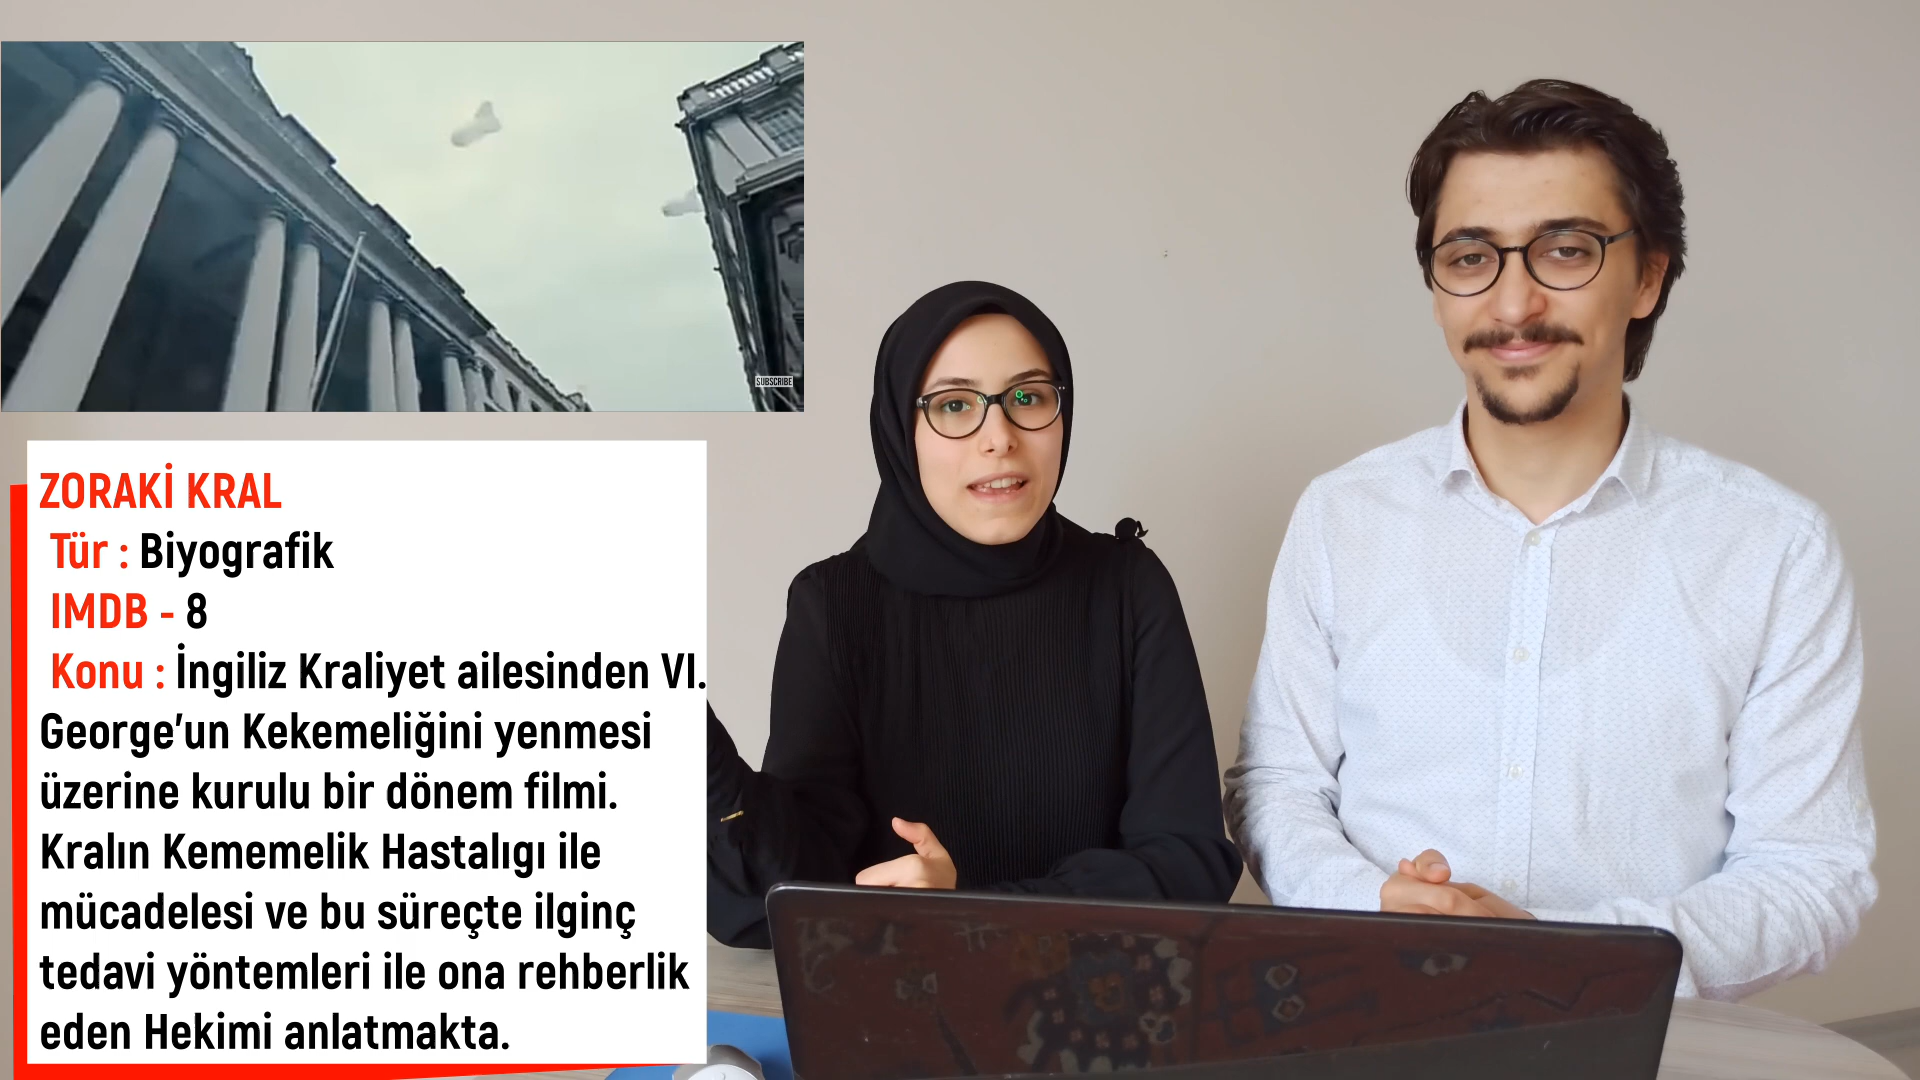 SUBSCRIBE
ZORAKİ KRAL
Tür : Biyografik
IMDB - 8
Konu : İngiliz Kraliyet ailesinden VI.
George'un Kekemeliğini yenmesi
üzerine kurulu bir dönem filmi.
Kralın Kememelik Hastalıgı ile
mücadelesi ve bu süreçte ilginç
tedavi yöntemleri ile ona rehberlik
eden Hekimi anlatmakta.